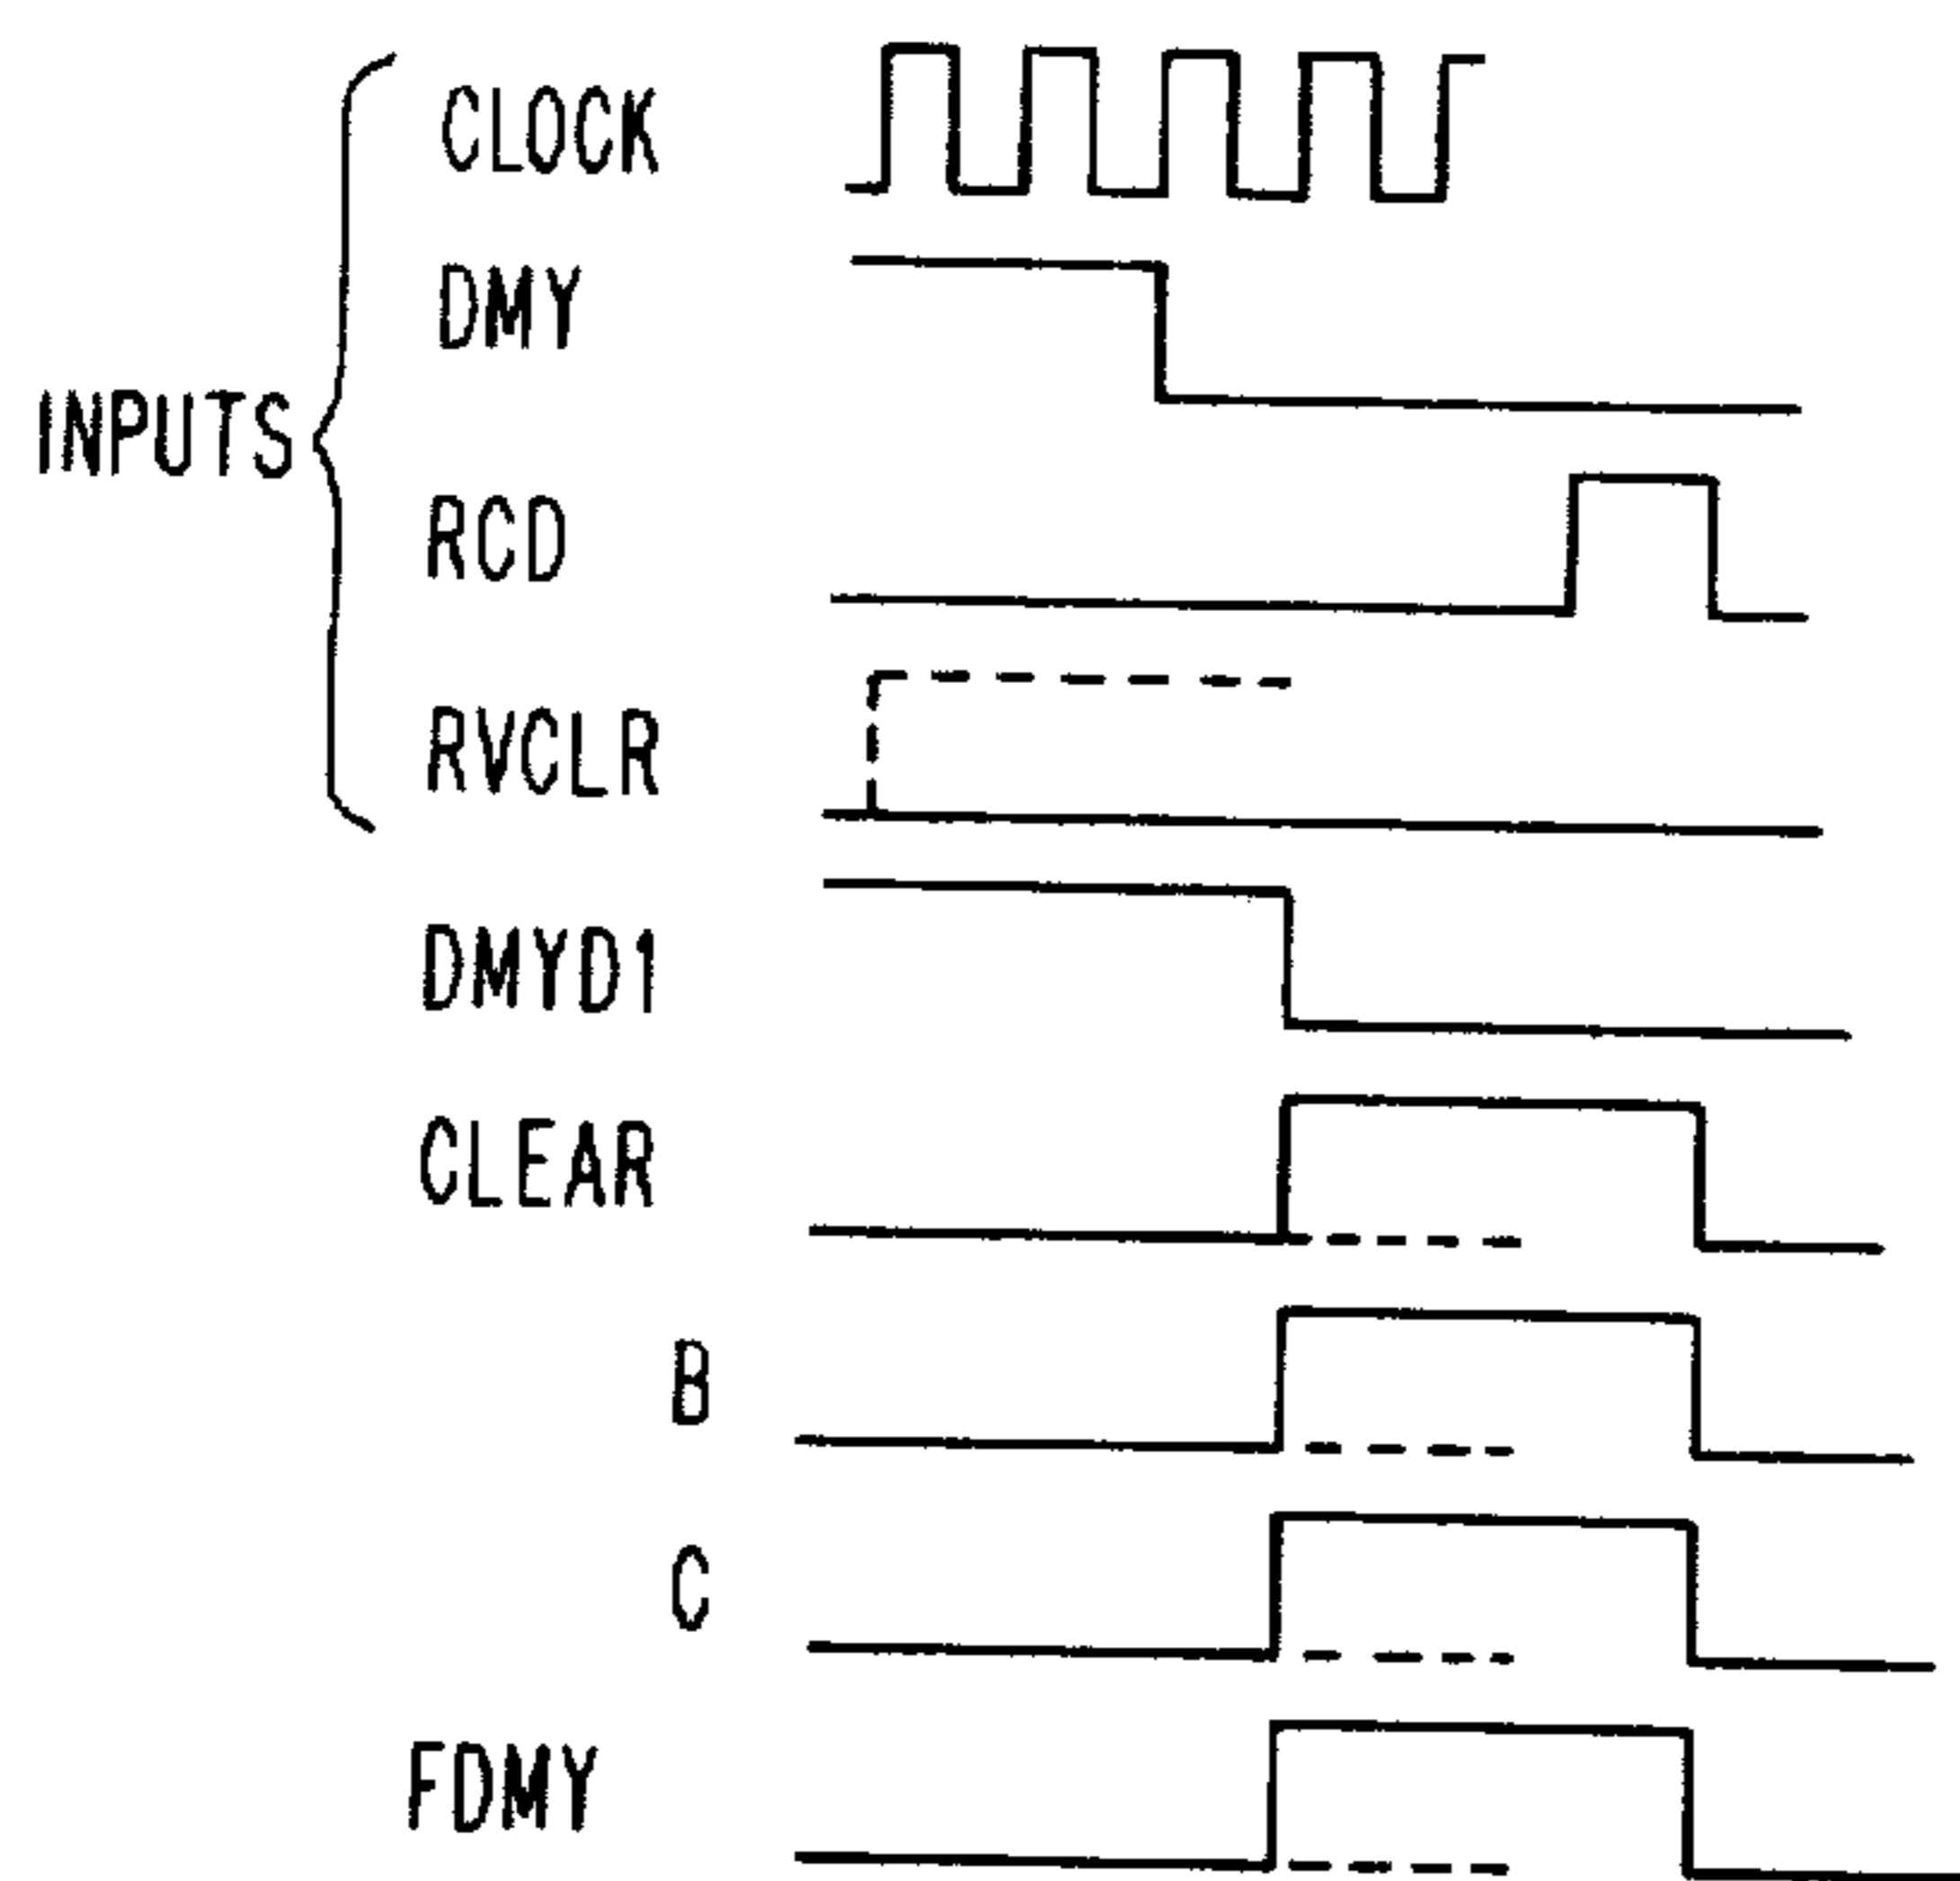 CLOCK
DMY
INPUTS
RCD
RVCLR
DMYD1
CLEAR
B
C
FDMY